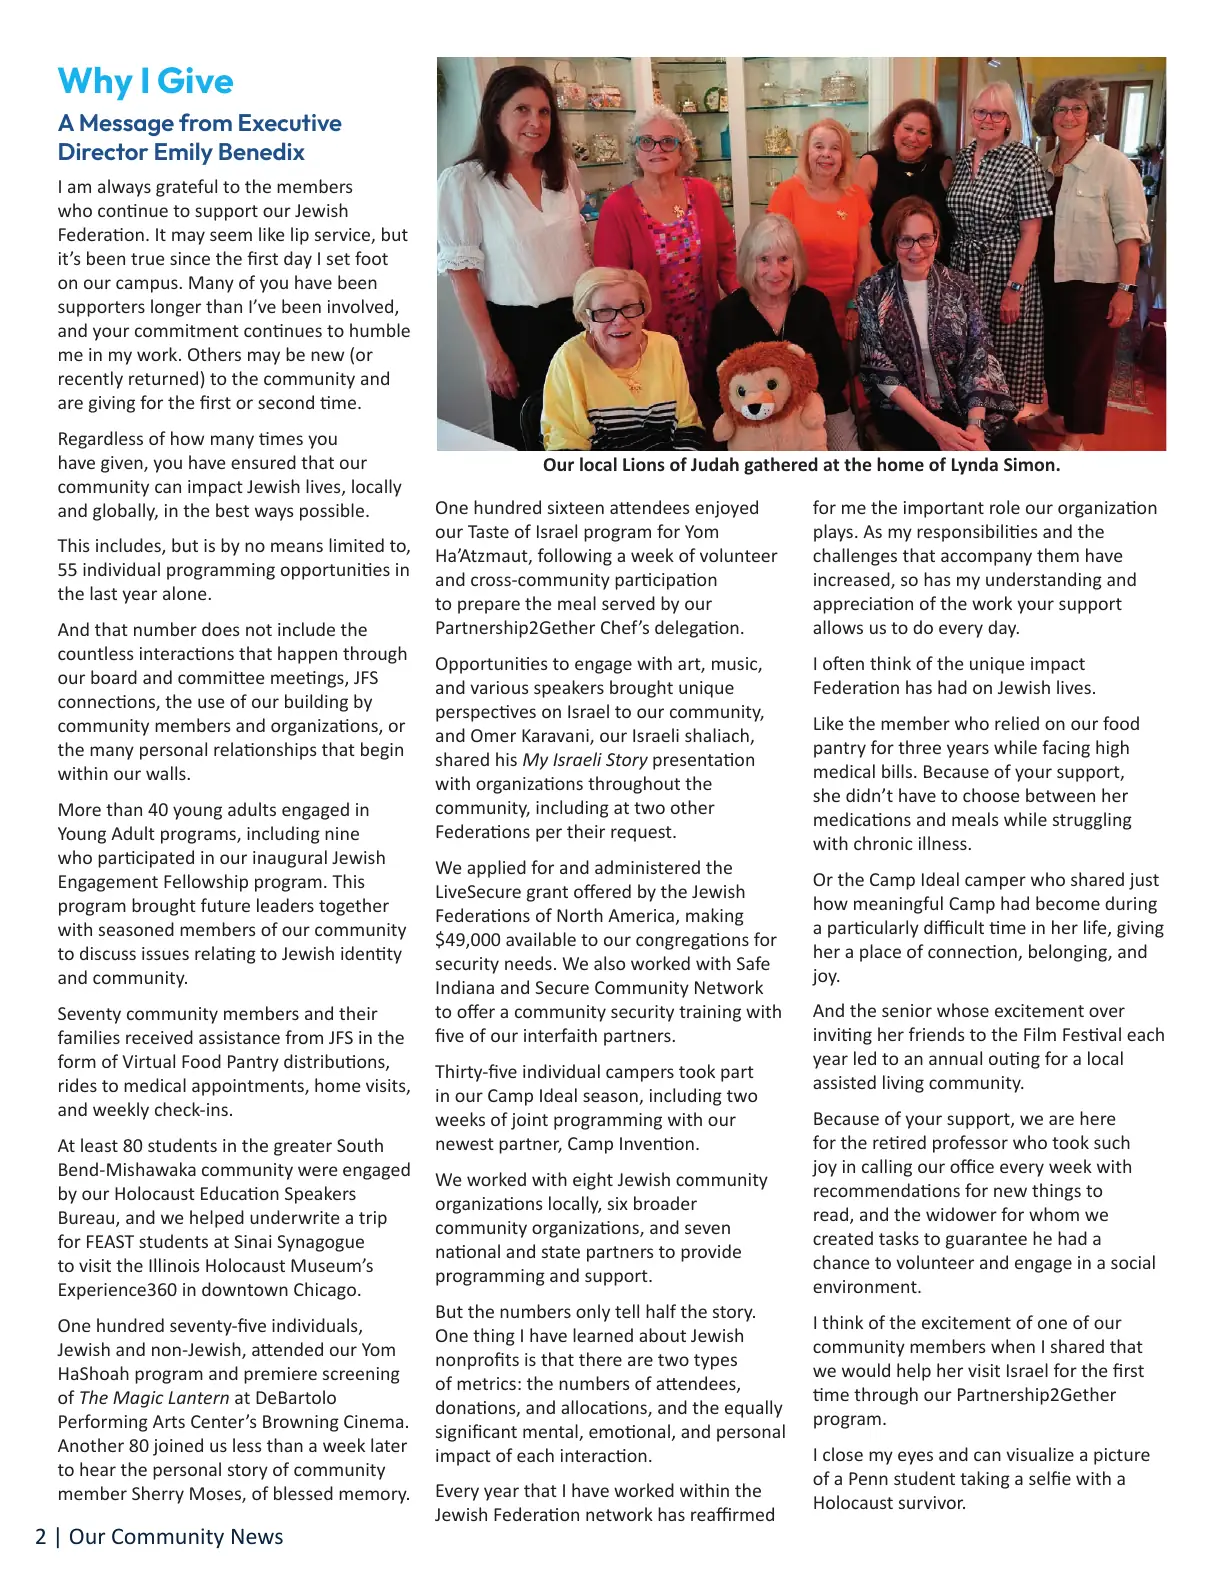 Why I Give
A Message from Executive
Director Emily Benedix
I am always grateful to the members
who continue to support our Jewish
Federation. It may seem like lip service, but
it’s been true since the first day I set foot
on our campus. Many of you have been
supporters longer than I’ve been involved,
and your commitment continues to humble
me in my work. Others may be new (or
recently returned) to the community and
are giving for the first or second time.
Regardless of how many times you
have given, you have ensured that our
community can impact Jewish lives, locally
and globally, in the best ways possible.
This includes, but is by no means limited to,
55 individual programming opportunities in
the last year alone.
And that number does not include the
countless interactions that happen through
our board and committee meetings, JFS
connections, the use of our building by
community members and organizations, or
the many personal relationships that begin
within our walls.
More than 40 young adults engaged in
Young Adult programs, including nine
who participated in our inaugural Jewish
Engagement Fellowship program. This
program brought future leaders together
with seasoned members of our community
to discuss issues relating to Jewish identity
and community.
Seventy community members and their
families received assistance from JFS in the
form of Virtual Food Pantry distributions,
rides to medical appointments, home visits,
and weekly check-ins.
At least 80 students in the greater South
Bend-Mishawaka community were engaged
by our Holocaust Education Speakers
Bureau, and we helped underwrite a trip
for FEAST students at Sinai Synagogue
to visit the Illinois Holocaust Museum’s
Experience360 in downtown Chicago.
One hundred seventy-five individuals,
Jewish and non-Jewish, attended our Yom
HaShoah program and premiere screening
of The Magic Lantern at DeBartolo
Performing Arts Center’s Browning Cinema.
Another 80 joined us less than a week later
to hear the personal story of community
member Sherry Moses, of blessed memory.
Our local Lions of Judah gathered at the home of Lynda Simon.
One hundred sixteen attendees enjoyed
our Taste of Israel program for Yom
Ha’Atzmaut, following a week of volunteer
and cross-community participation
to prepare the meal served by our
Partnership2Gether Chef’s delegation.
Opportunities to engage with art, music,
and various speakers brought unique
perspectives on Israel to our community,
and Omer Karavani, our Israeli shaliach,
shared his My Israeli Story presentation
with organizations throughout the
community, including at two other
Federations per their request.
We applied for and administered the
LiveSecure grant offered by the Jewish
Federations of North America, making
$49,000 available to our congregations for
security needs. We also worked with Safe
Indiana and Secure Community Network
to offer a community security training with
five of our interfaith partners.
Thirty-five individual campers took part
in our Camp Ideal season, including two
weeks of joint programming with our
newest partner, Camp Invention.
We worked with eight Jewish community
organizations locally, six broader
community organizations, and seven
national and state partners to provide
programming and support.
But the numbers only tell half the story.
One thing I have learned about Jewish
nonprofits is that there are two types
of metrics: the numbers of attendees,
donations, and allocations, and the equally
significant mental, emotional, and personal
impact of each interaction.
Every year that I have worked within the
Jewish Federation network has reaffirmed
for me the important role our organization
plays. As my responsibilities and the
challenges that accompany them have
increased, so has my understanding and
appreciation of the work your support
allows us to do every day.
I often think of the unique impact
Federation has had on Jewish lives.
Like the member who relied on our food
pantry for three years while facing high
medical bills. Because of your support,
she didn’t have to choose between her
medications and meals while struggling
with chronic illness.
Or the Camp Ideal camper who shared just
how meaningful Camp had become during
a particularly difficult time in her life, giving
her a place of connection, belonging, and
joy.
And the senior whose excitement over
inviting her friends to the Film Festival each
year led to an annual outing for a local
assisted living community.
Because of your support, we are here
for the retired professor who took such
joy in calling our office every week with
recommendations for new things to
read, and the widower for whom we
created tasks to guarantee he had a
chance to volunteer and engage in a social
environment.
I think of the excitement of one of our
community members when I shared that
we would help her visit Israel for the first
time through our Partnership2Gether
program.
I close my eyes and can visualize a picture
of a Penn student taking a selfie with a
Holocaust survivor.
2 | Our Community News